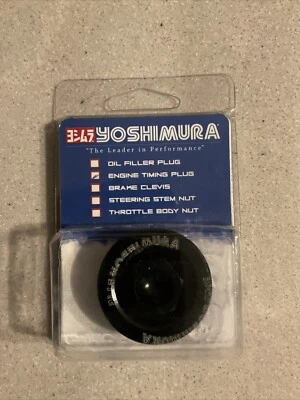 ヨシムラ YOSHIMURA
"The Leader in Performance"
OIL FILLER PLUG
ENGINE TIMING PLUG
BRAKE CLEVIS
STEERING STEM NUT
THROTTLE BODY NUT
YOSHIMURA
YOSHIMURA